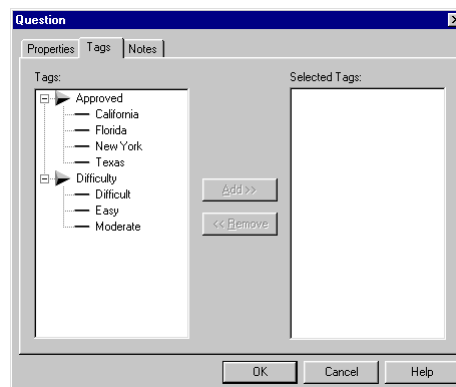 Question
Properties Tags Notes
Tags: Selected Tags:
Approved
California
Florida
New York
Texas
Difficulty
Difficult
Easy
Moderate
Add >>
<< Remove
OK Cancel Help